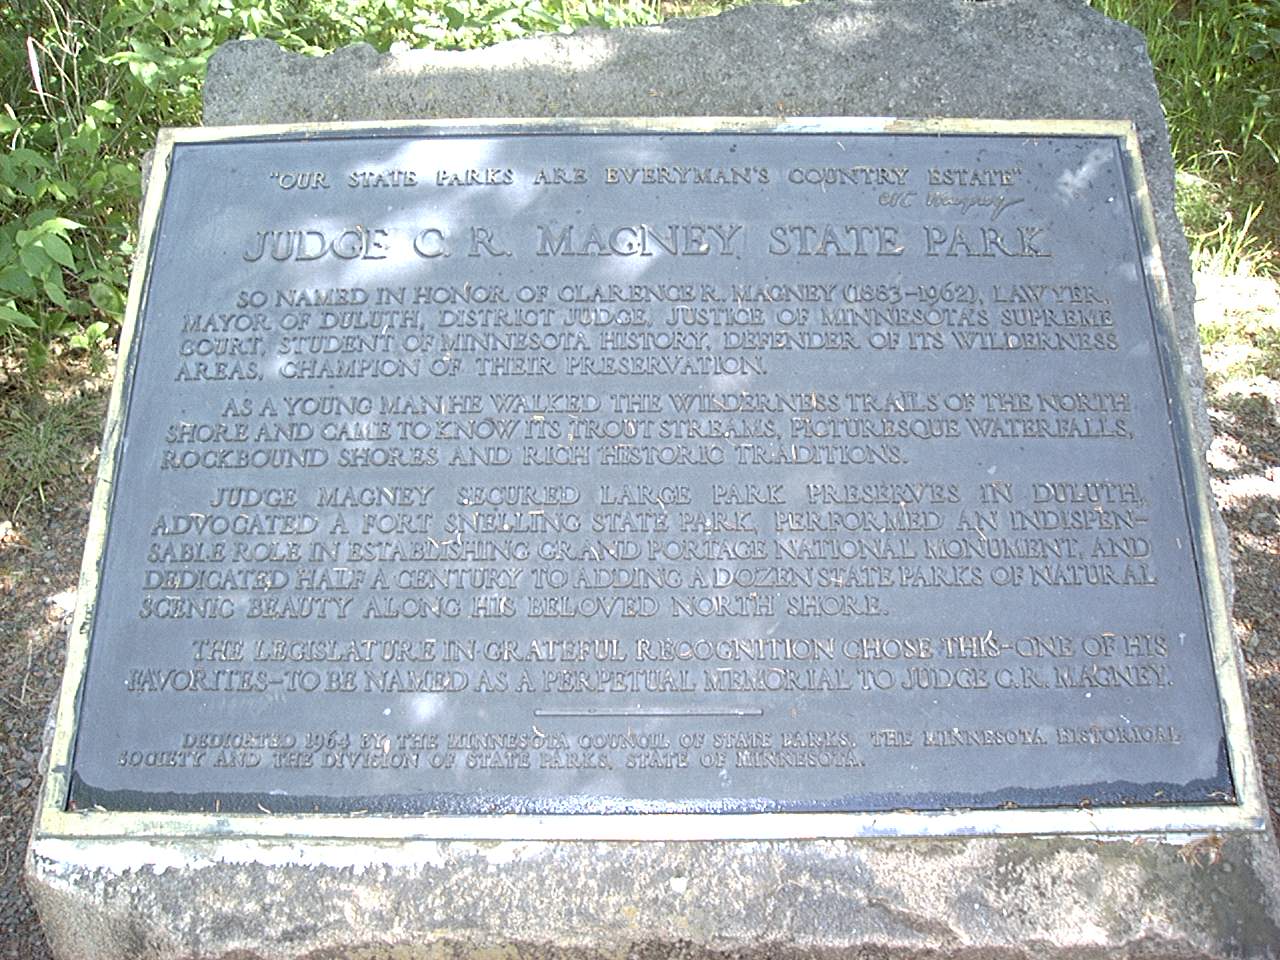 "OUR STATE PARKS ARE EVERYMAN'S COUNTRY ESTATE"
CR Magney
JUDGE C. R. MAGNEY STATE PARK
SO NAMED IN HONOR OF CLARENCE R. MAGNEY (1883-1962), LAWYER,
MAYOR OF DULUTH, DISTRICT JUDGE, JUSTICE OF MINNESOTA'S SUPREME
COURT, STUDENT OF MINNESOTA HISTORY, DEFENDER OF ITS WILDERNESS
AREAS, CHAMPION OF THEIR PRESERVATION.
AS A YOUNG MAN HE WALKED THE WILDERNESS TRAILS OF THE NORTH
SHORE AND CAME TO KNOW ITS TROUT STREAMS, PICTURESQUE WATERFALLS,
ROCKBOUND SHORES AND RICH HISTORIC TRADITIONS.
JUDGE MAGNEY SECURED LARGE PARK PRESERVES IN DULUTH,
ADVOCATED A FORT SNELLING STATE PARK, PERFORMED AN INDISPEN-
SABLE ROLE IN ESTABLISHING GRAND PORTAGE NATIONAL MONUMENT, AND
DEDICATED HALF A CENTURY TO ADDING A DOZEN STATE PARKS OF NATURAL
SCENIC BEAUTY ALONG HIS BELOVED NORTH SHORE.
THE LEGISLATURE IN GRATEFUL RECOGNITION CHOSE THIS-ONE OF HIS
FAVORITES-TO BE NAMED AS A PERPETUAL MEMORIAL TO JUDGE C. R. MAGNEY.
DEDICATED 1964 BY THE MINNESOTA COUNCIL OF STATE PARKS, THE MINNESOTA HISTORICAL
SOCIETY AND THE DIVISION OF STATE PARKS, STATE OF MINNESOTA.